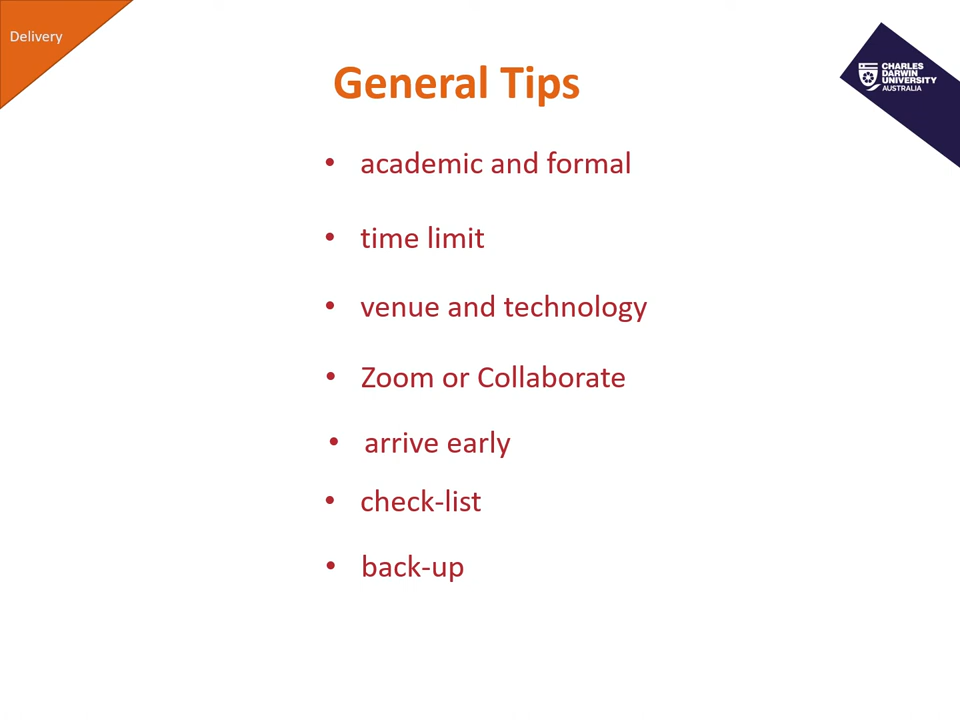 Delivery
General Tips
CHARLES
DARWIN
UNIVERSITY
AUSTRALIA
• academic and formal
• time limit
• venue and technology
• Zoom or Collaborate
• arrive early
• check-list
• back-up